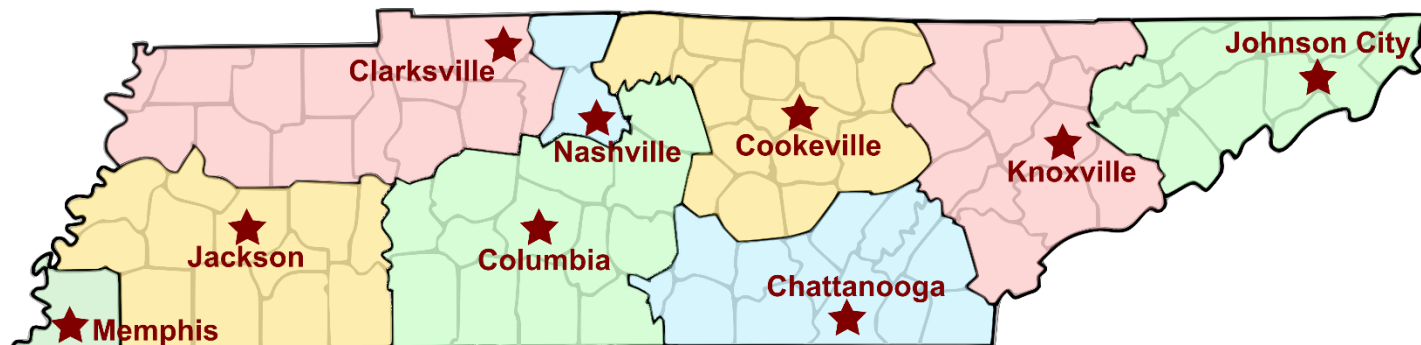 Johnson City
Clarksville
Nashville
Cookeville
Knoxville
Jackson
Columbia
Chattanooga
Memphis